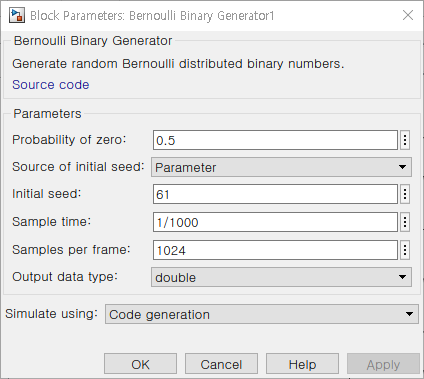 Block Parameters: Bernoulli Binary Generator1
Bernoulli Binary Generator
Generate random Bernoulli distributed binary numbers.
Source code
Parameters
Probability of zero: 0.5
Source of initial seed: Parameter
Initial seed: 61
Sample time: 1/1000
Samples per frame: 1024
Output data type: double
Simulate using: Code generation
OK Cancel Help Apply